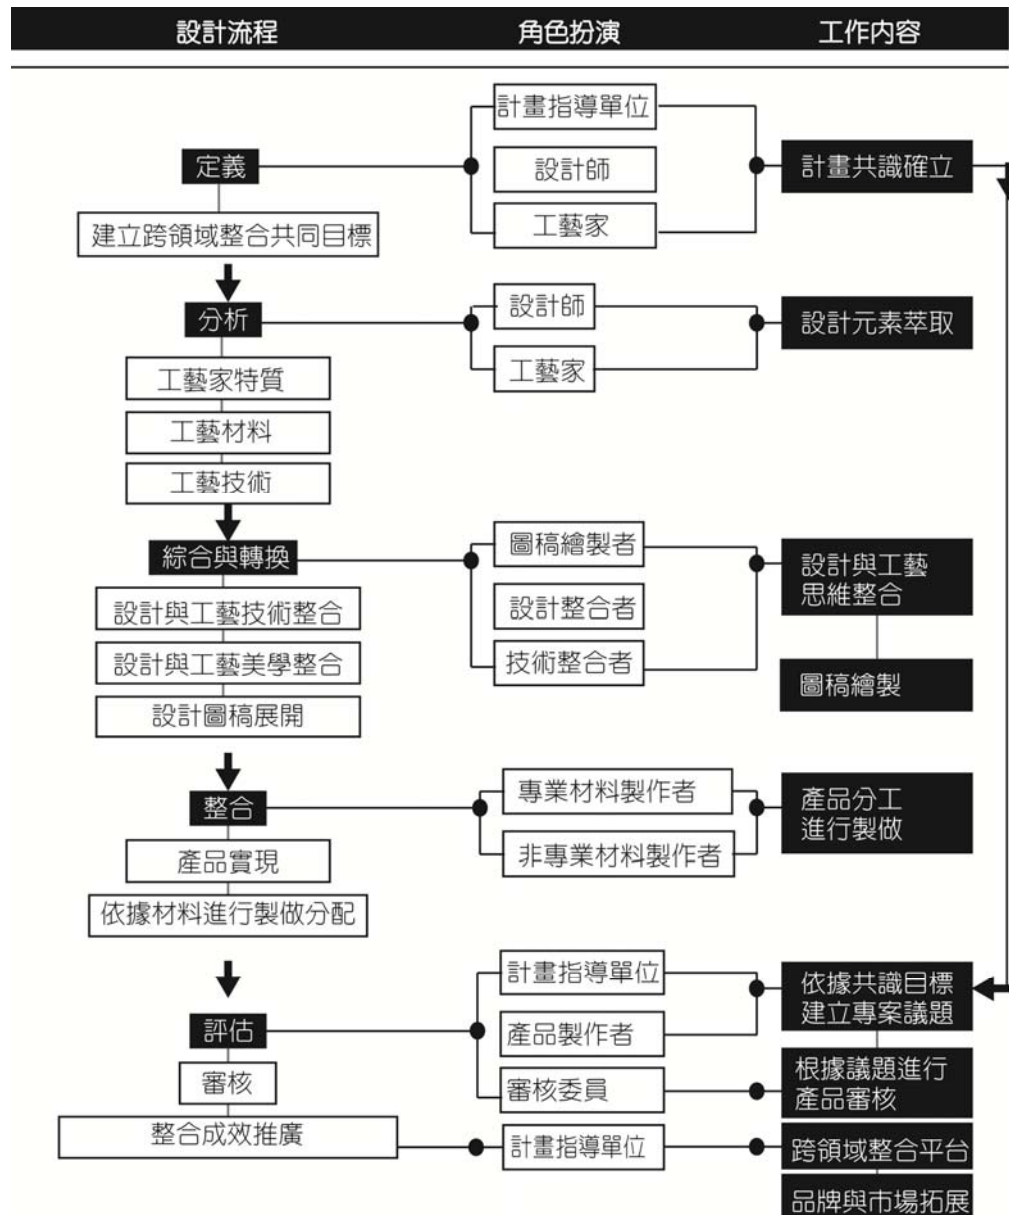 設計流程
角色扮演
工作內容
計畫指導單位
定義
設計師
計畫共識確立
建立跨領域整合共同目標
工藝家
分析
設計師
設計元素萃取
工藝家特質
工藝家
工藝材料
工藝技術
綜合與轉換
圖稿繪製者
設計與工藝
思維整合
設計與工藝技術整合
設計整合者
設計與工藝美學整合
技術整合者
圖稿繪製
設計圖稿展開
整合
專業材料製作者
產品分工
進行製做
產品實現
非專業材料製作者
依據材料進行製做分配
計畫指導單位
依據共識目標
建立專案議題
評估
產品製作者
審核
審核委員
根據議題進行
產品審核
整合成效推廣
計畫指導單位
跨領域整合平台
品牌與市場拓展